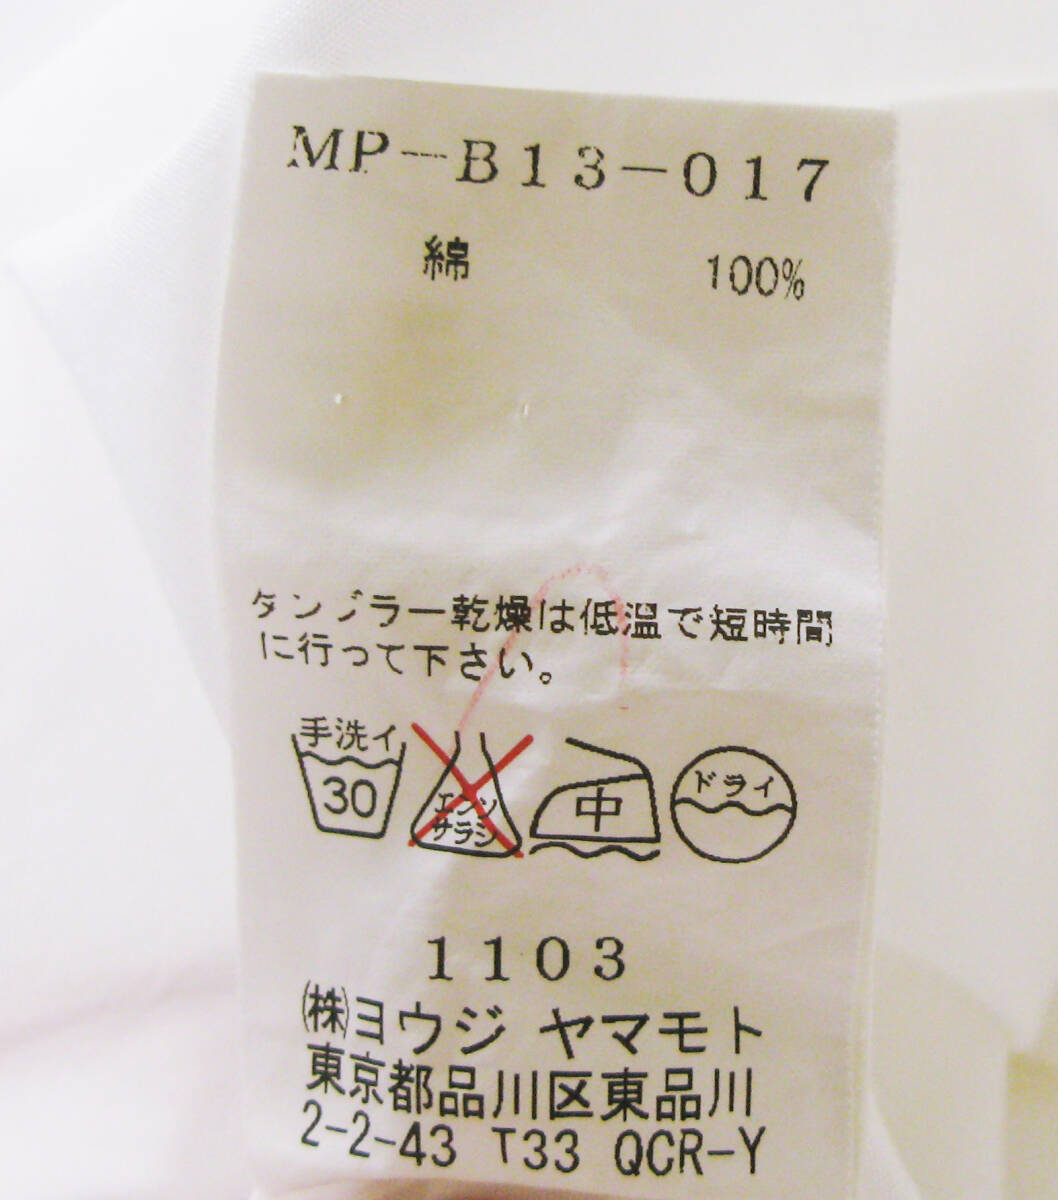 MP-B13-017
綿 100%
タンブラー乾燥は低温で短時間
に行って下さい。
手洗イ
30
エンソ
サラシ
中
ドライ
1103
㈱ヨウジ ヤマモト
東京都品川区東品川
2-2-43 T33 QCR-Y